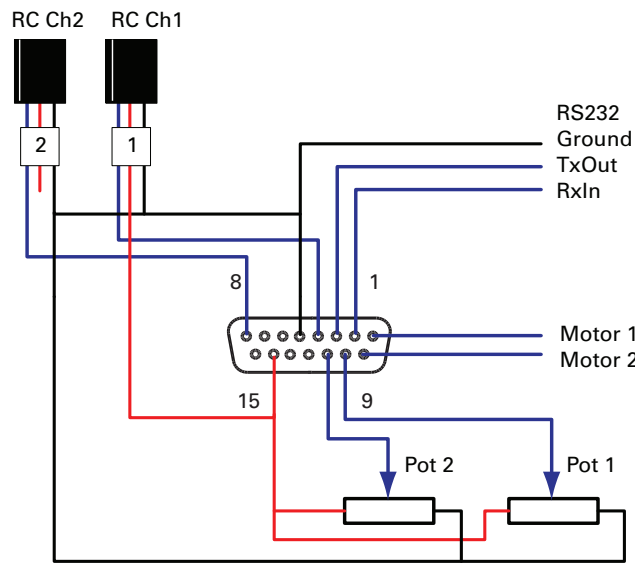 RC Ch2
RC Ch1
2
1
RS232
Ground
TxOut
RxIn
8
1
Motor 1
Motor 2
15
9
Pot 2
Pot 1